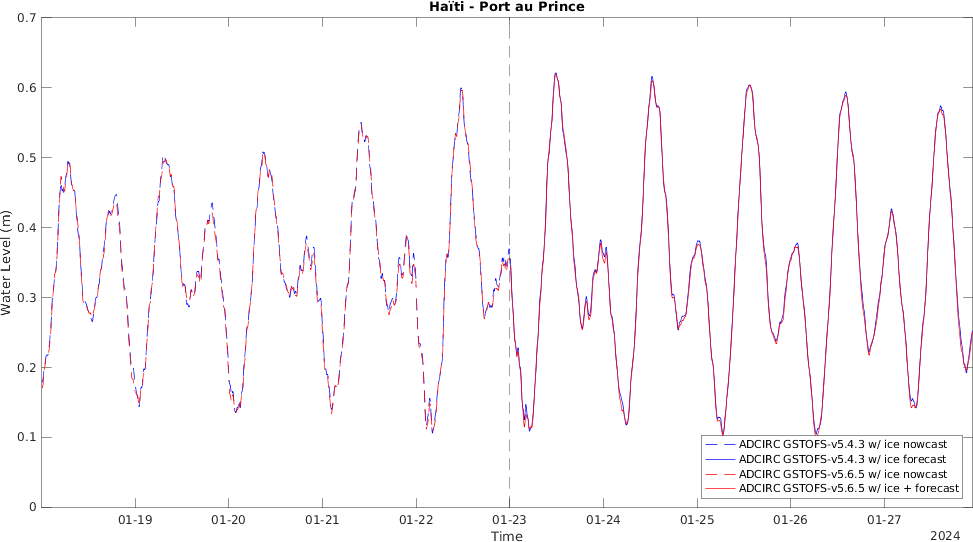 Haïti - Port au Prince
0.7
0.6
0.5
0.4
0.3
0.2
0.1
0
Water Level (m)
01-19
01-20
01-21
01-22
01-23
01-24
01-25
01-26
01-27
Time
2024
ADCIRC GSTOFS-v5.4.3 w/ ice nowcast
ADCIRC GSTOFS-v5.4.3 w/ ice forecast
ADCIRC GSTOFS-v5.6.5 w/ ice nowcast
ADCIRC GSTOFS-v5.6.5 w/ ice + forecast